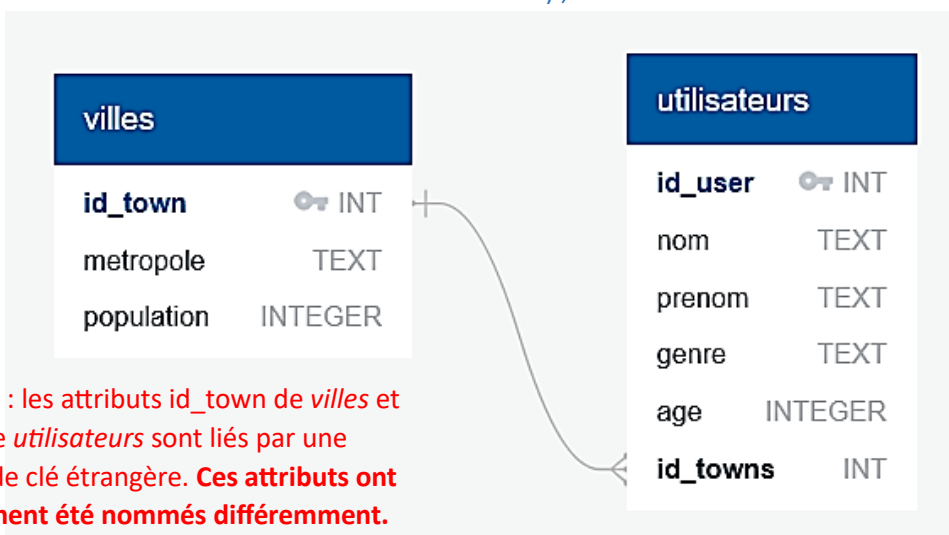 villes
id_town INT
metropole TEXT
population INTEGER
utilisateurs
id_user INT
nom TEXT
prenom TEXT
genre TEXT
age INTEGER
id_towns INT
: les attributs id_town de villes et
utilisateurs sont liés par une
de clé étrangère. Ces attributs ont
été nommés différemment.